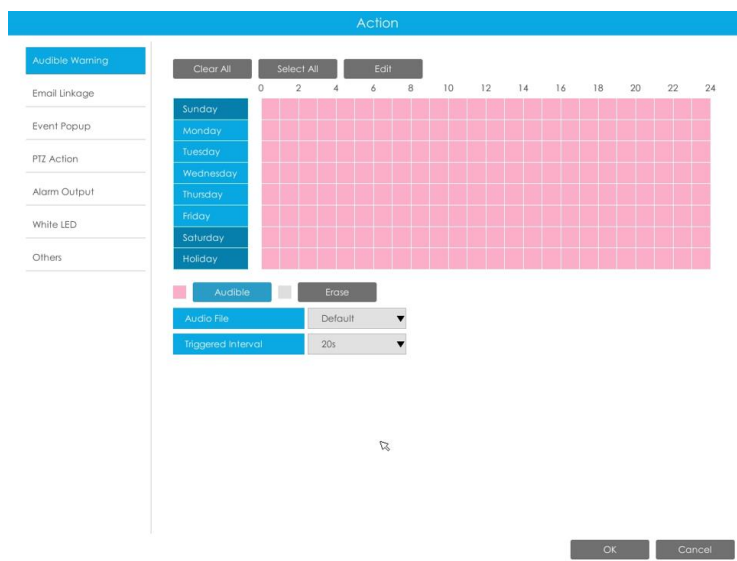 Action
Audible Warning
Email Linkage
Event Popup
PTZ Action
Alarm Output
White LED
Others
Clear All Select All Edit
0 2 4 6 8 10 12 14 16 18 20 22 24
Sunday
Monday
Tuesday
Wednesday
Thursday
Friday
Saturday
Holiday
Audible Erase
Audio File Default
Triggered Interval 20s
OK Cancel